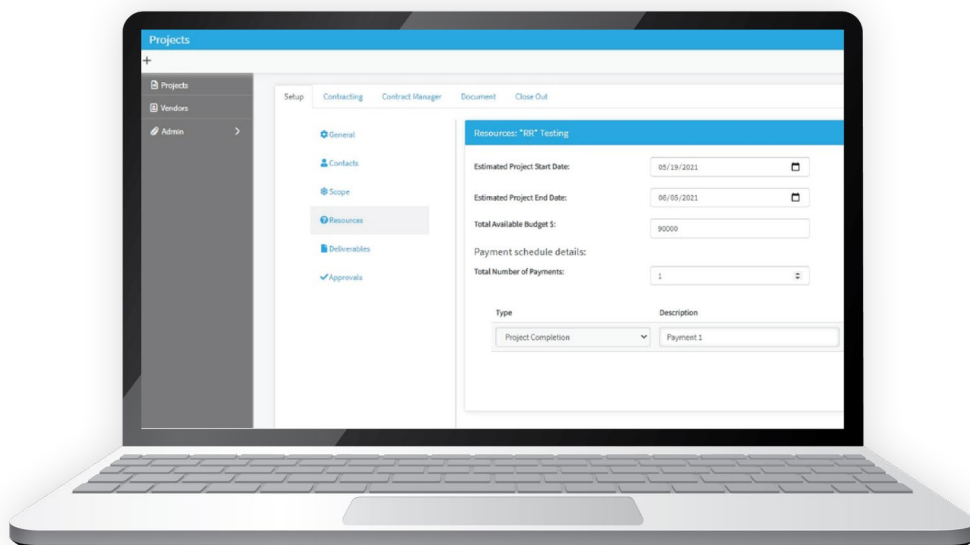 Projects
+
Projects
Vendors
Admin
Setup Contracting Contract Manager Document Close Out
General
Contacts
Scope
Resources
Deliverables
Approvals
Resources: "RR" Testing
Estimated Project Start Date: 05/19/2021
Estimated Project End Date: 06/05/2021
Total Available Budget $: 90000
Payment schedule details:
Total Number of Payments: 1
Type Description
Project Completion Payment 1